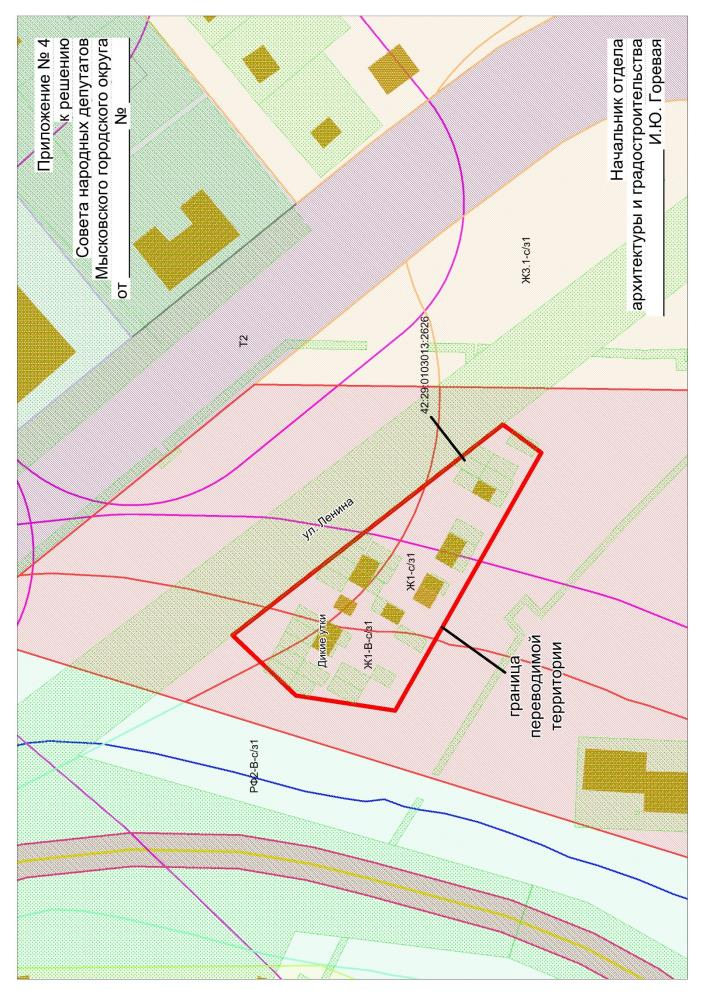 Приложение № 4
к решению
Совета народных депутатов
Мысковского городского округа
от № 
Т2
42:29:0103013:2626
Ж3.1-с/з1
ул. Ленина
Дикие утки
Ж1-В-с/з1
Ж1-с/з1
РФ2-В-с/з1
граница
переводимой
территории
Начальник отдела
архитектуры и градостроительства
И.Ю. Горевая